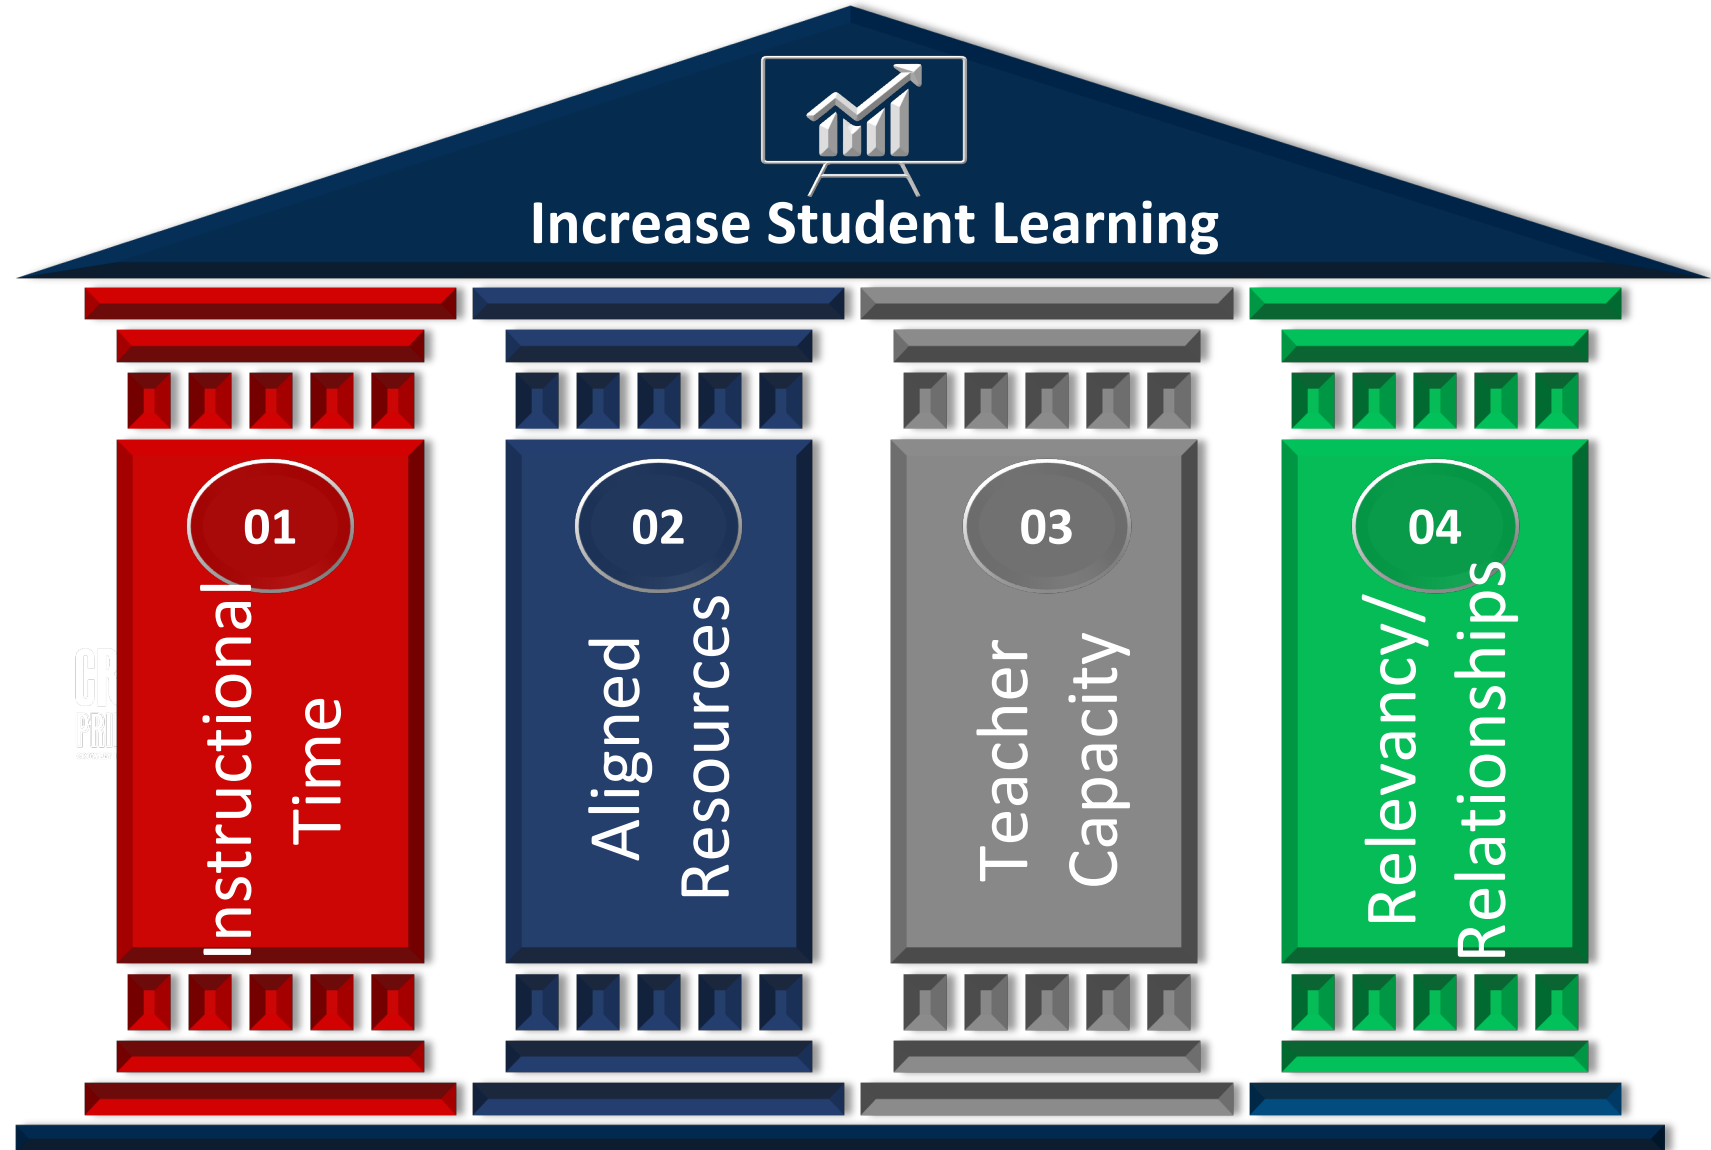 Increase Student Learning
01
Instructional
Time
02
Aligned
Resources
03
Teacher
Capacity
04
Relevancy/
Relationships